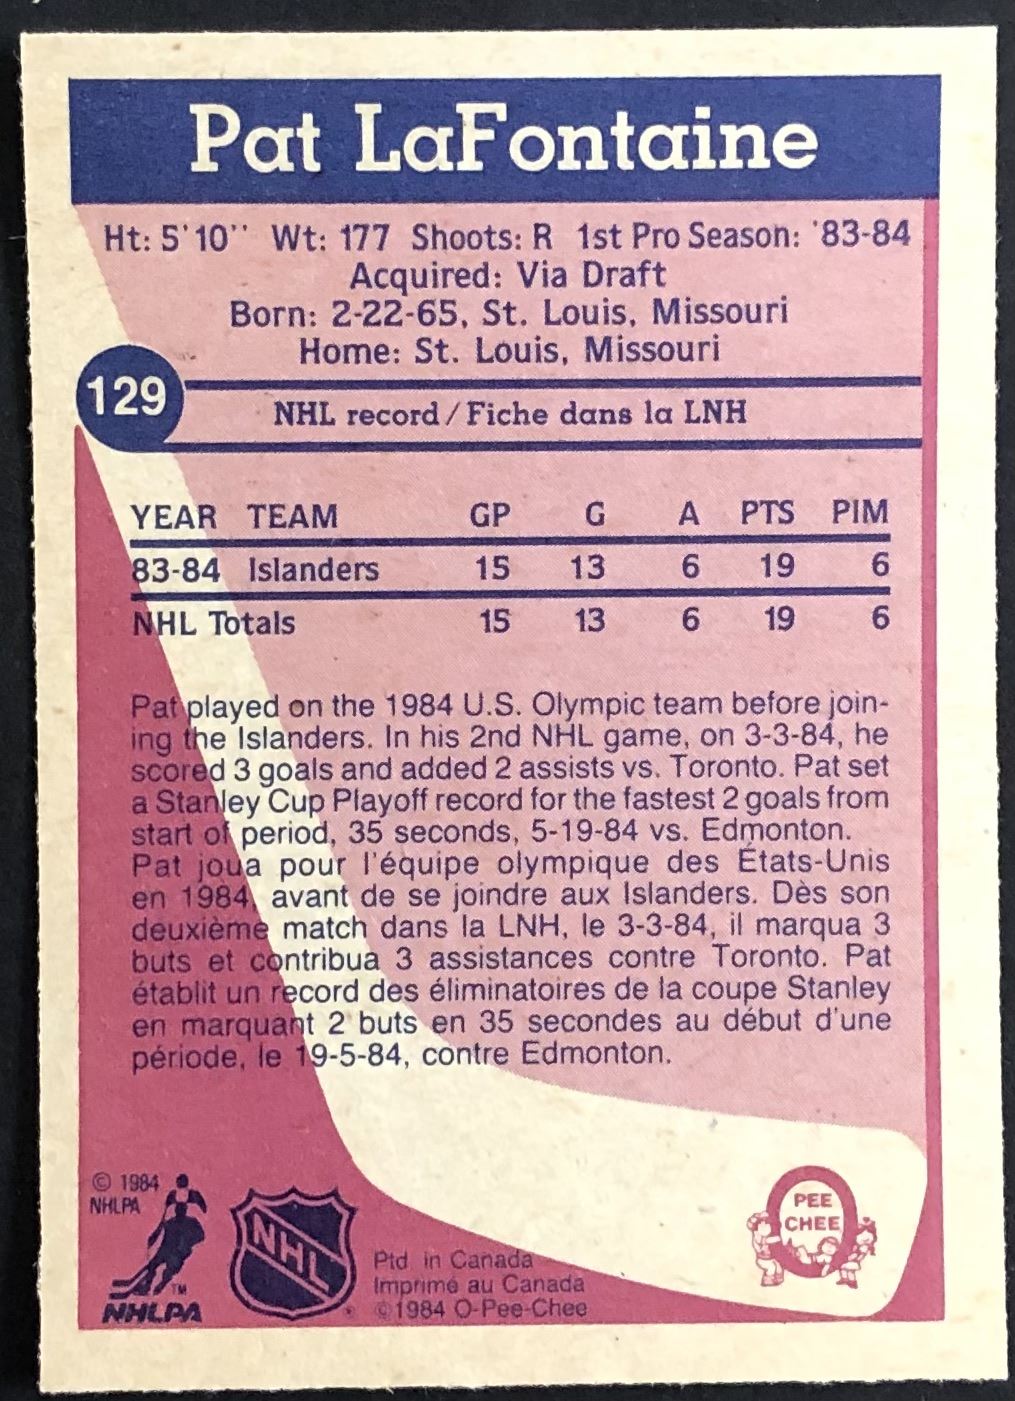 Pat LaFontaine
Ht: 5'10'' Wt: 177 Shoots: R 1st Pro Season: '83-84
Acquired: Via Draft
Born: 2-22-65, St. Louis, Missouri
Home: St. Louis, Missouri
129
NHL record/Fiche dans la LNH
YEAR TEAM GP G A PTS PIM
83-84 Islanders 15 13 6 19 6
NHL Totals 15 13 6 19 6
Pat played on the 1984 U.S. Olympic team before join-
ing the Islanders. In his 2nd NHL game, on 3-3-84, he
scored 3 goals and added 2 assists vs. Toronto. Pat set
a Stanley Cup Playoff record for the fastest 2 goals from
start of period, 35 seconds, 5-19-84 vs. Edmonton.
Pat joua pour l'équipe olympique des États-Unis
en 1984, avant de se joindre aux Islanders. Dès son
deuxième match dans la LNH, le 3-3-84, il marqua 3
buts et contribua 3 assistances contre Toronto. Pat
établit un record des éliminatoires de la coupe Stanley
en marquant 2 buts en 35 secondes au début d'une
période, le 19-5-84, contre Edmonton.
© 1984
NHLPA
TM
NHLPA
NHL
®
Ptd in Canada
Imprimé au Canada
©1984 O-Pee-Chee
PEE
CHEE